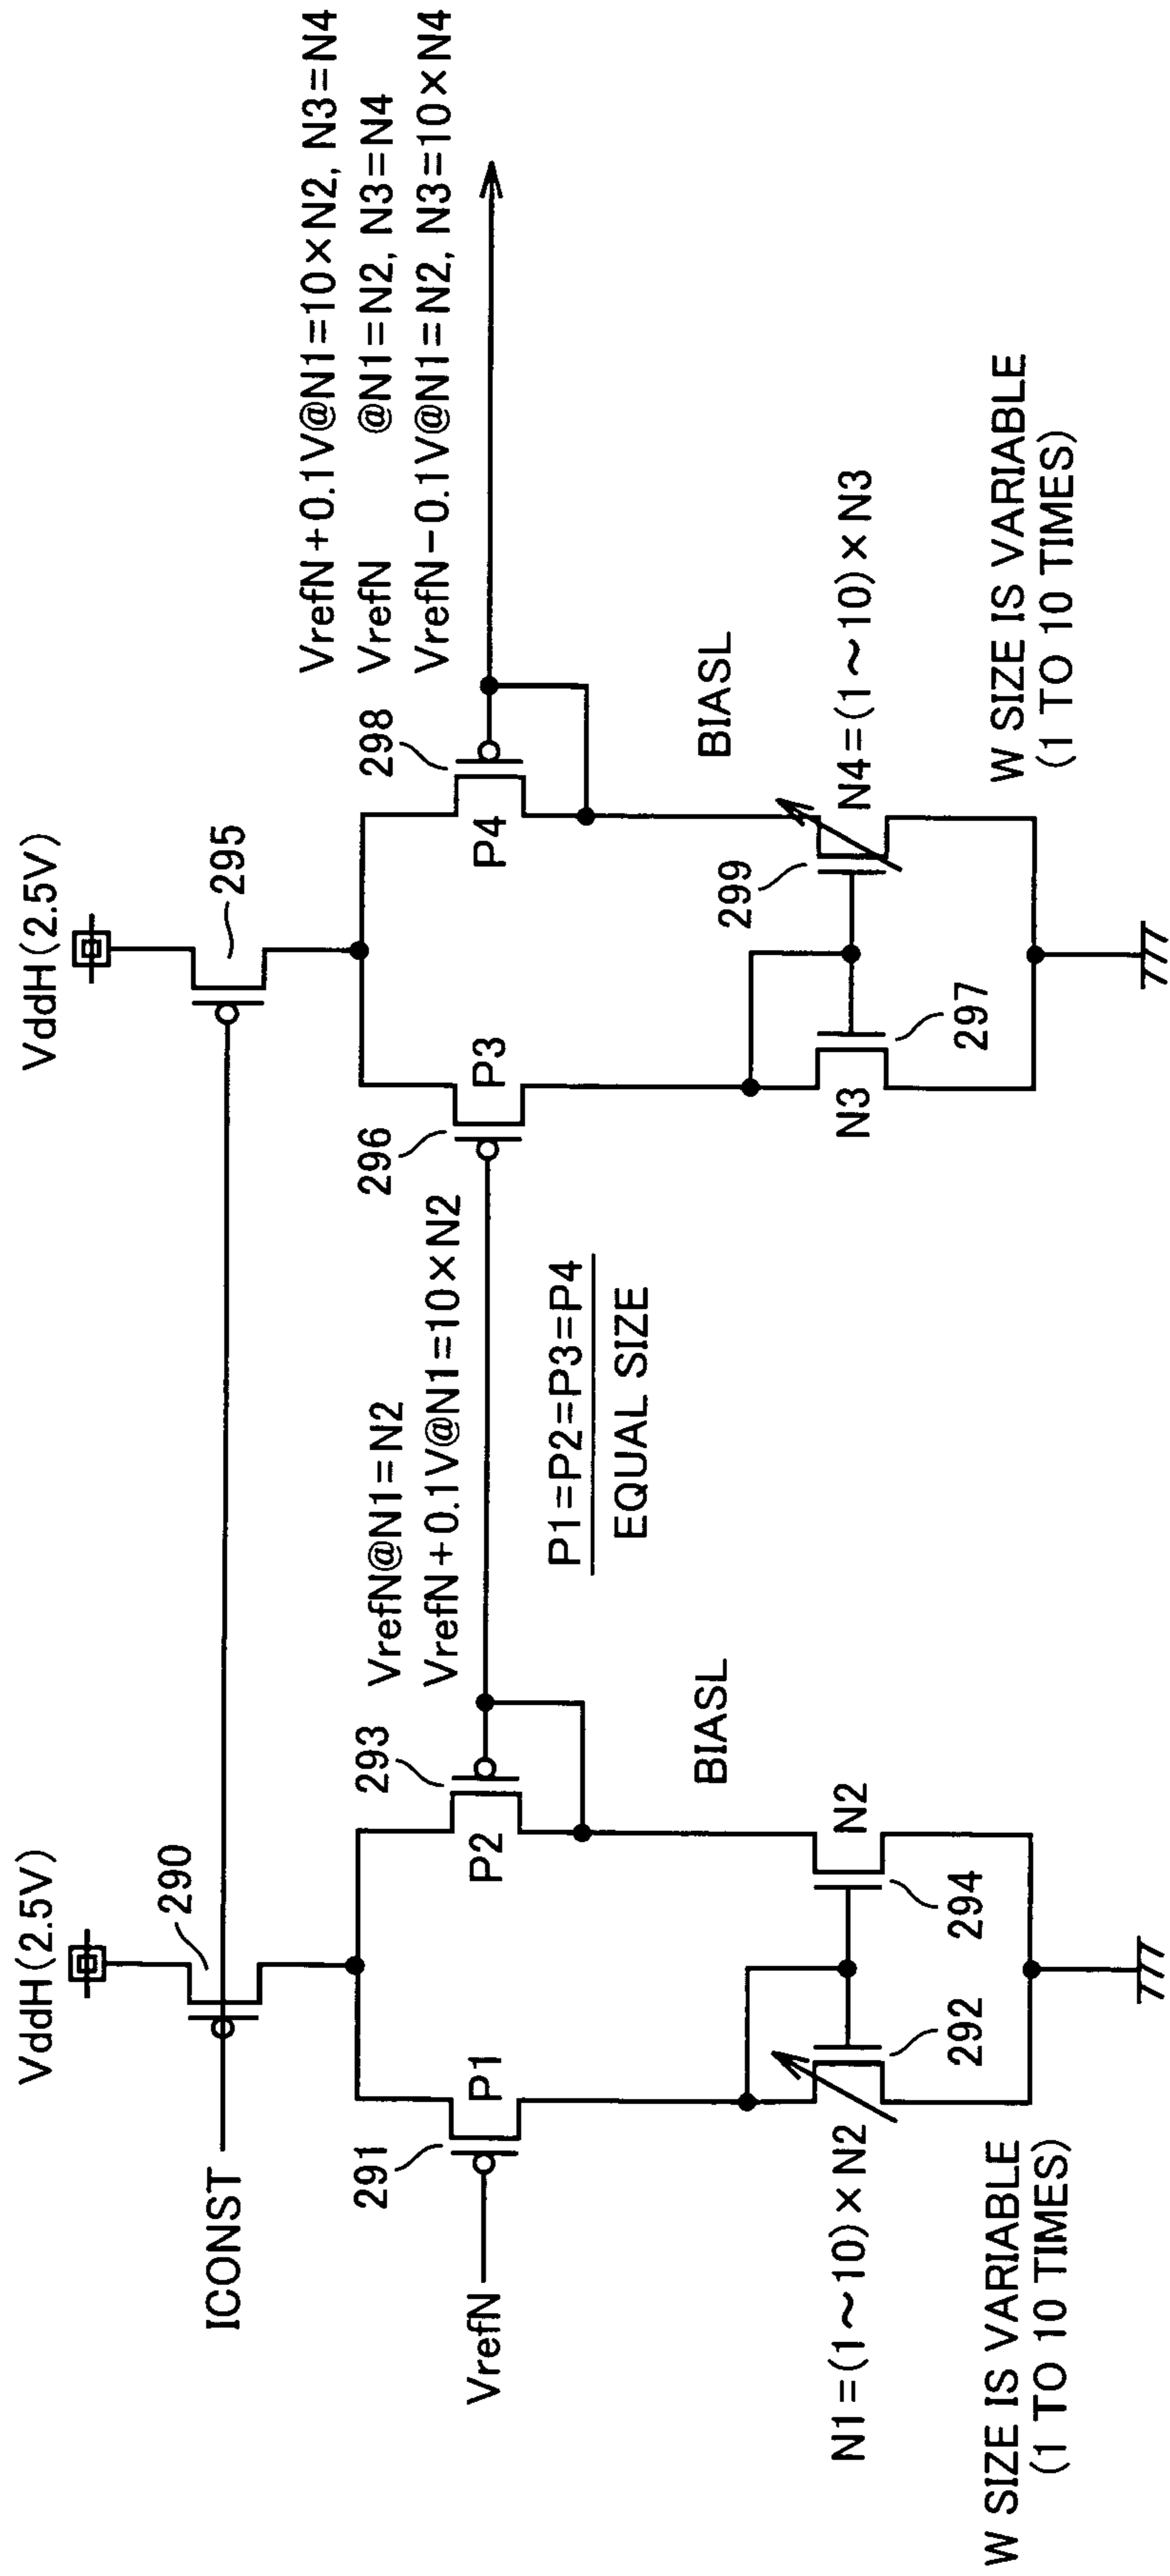 VddH(2.5V)
290
ICONST
291
P1
VrefN
P2
293
VrefN@N1=N2
VrefN+0.1V@N1=10×N2
BIASL
N1=(1~10)×N2
292
294
N2
W SIZE IS VARIABLE
(1 TO 10 TIMES)
P1=P2=P3=P4
EQUAL SIZE
VddH(2.5V)
295
296
P3
P4
298
VrefN+0.1V@N1=10×N2, N3=N4
VrefN @N1=N2, N3=N4
VrefN-0.1V@N1=N2, N3=10×N4
BIASL
N3
297
299
N4=(1~10)×N3
W SIZE IS VARIABLE
(1 TO 10 TIMES)